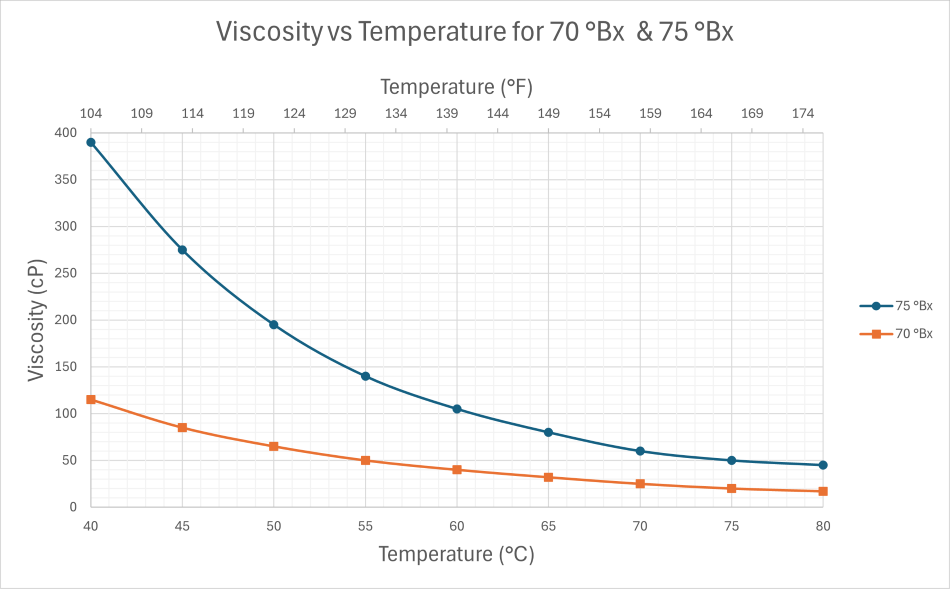 Viscosity vs Temperature for 70 °Bx & 75 °Bx
Temperature (°F)
104 109 114 119 124 129 134 139 144 149 154 159 164 169 174
400
350
300
250
200
150
100
50
0
Viscosity (cP)
75 °Bx
70 °Bx
40 45 50 55 60 65 70 75 80
Temperature (°C)